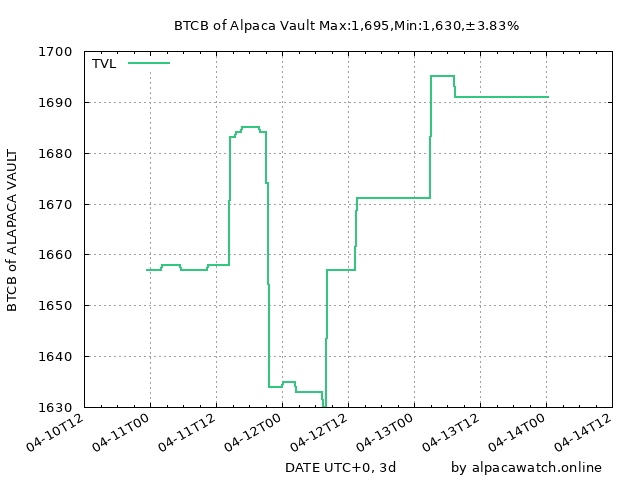 BTCB of Alpaca Vault Max:1,695,Min:1,630,±3.83%
TVL
BTCB of ALAPACA VAULT
1700
1690
1680
1670
1660
1650
1640
1630
04-10T12
04-11T00
04-11T12
04-12T00
04-12T12
04-13T00
04-13T12
04-14T00
04-14T12
DATE UTC+0, 3d
by alpacawatch.online